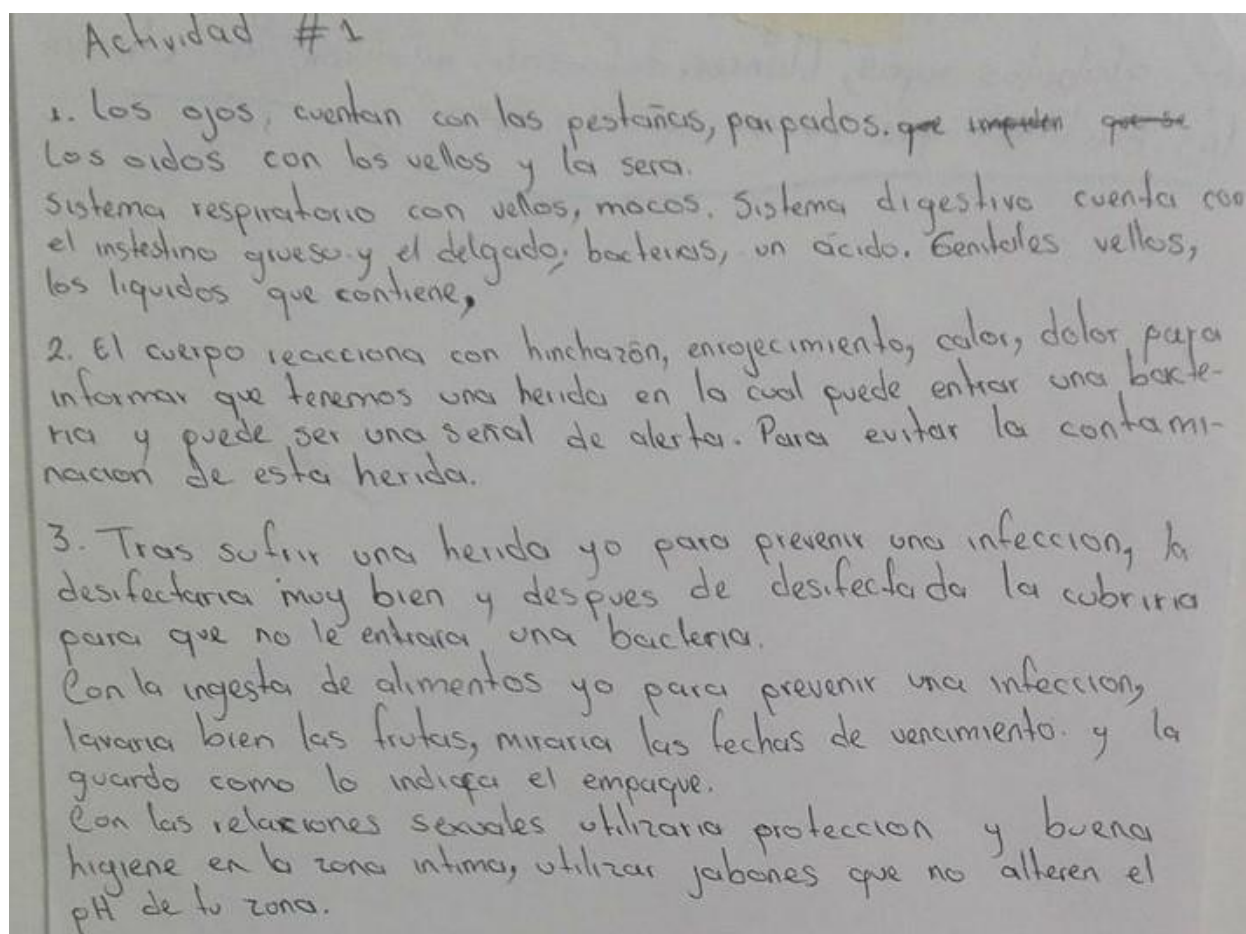 Actividad #1
1. Los ojos, cuentan con las pestañas, parpados. que impiden que se
Los oidos con los vellos y la sera.
Sistema respiratorio con vellos, mocos. Sistema digestivo cuenta con
el instestino grueso y el delgado, bacterias, un ácido. Genitales vellos,
los liquidos que contiene,
2. El cuerpo reacciona con hinchazón, enrojecimiento, calor, dolor para
informar que tenemos una herida en la cual puede entrar una bacte-
ria y puede ser una señal de alerta. Para evitar la contami-
nacion de esta herida.
3. Tras sufrir una herida yo para prevenir una infeccion, la
desifectaria muy bien y despues de desifectada la cubriria
para que no le entrara una bacteria.
Con la ingesta de alimentos yo para prevenir una infeccion,
lavaria bien las frutas, miraria las fechas de vencimiento. y la
guardo como lo indica el empaque.
Con las relaciones sexuales utilizaria proteccion y buena
higiene en la zona intima, utilizar jabones que no alteren el
pH de tu zona.